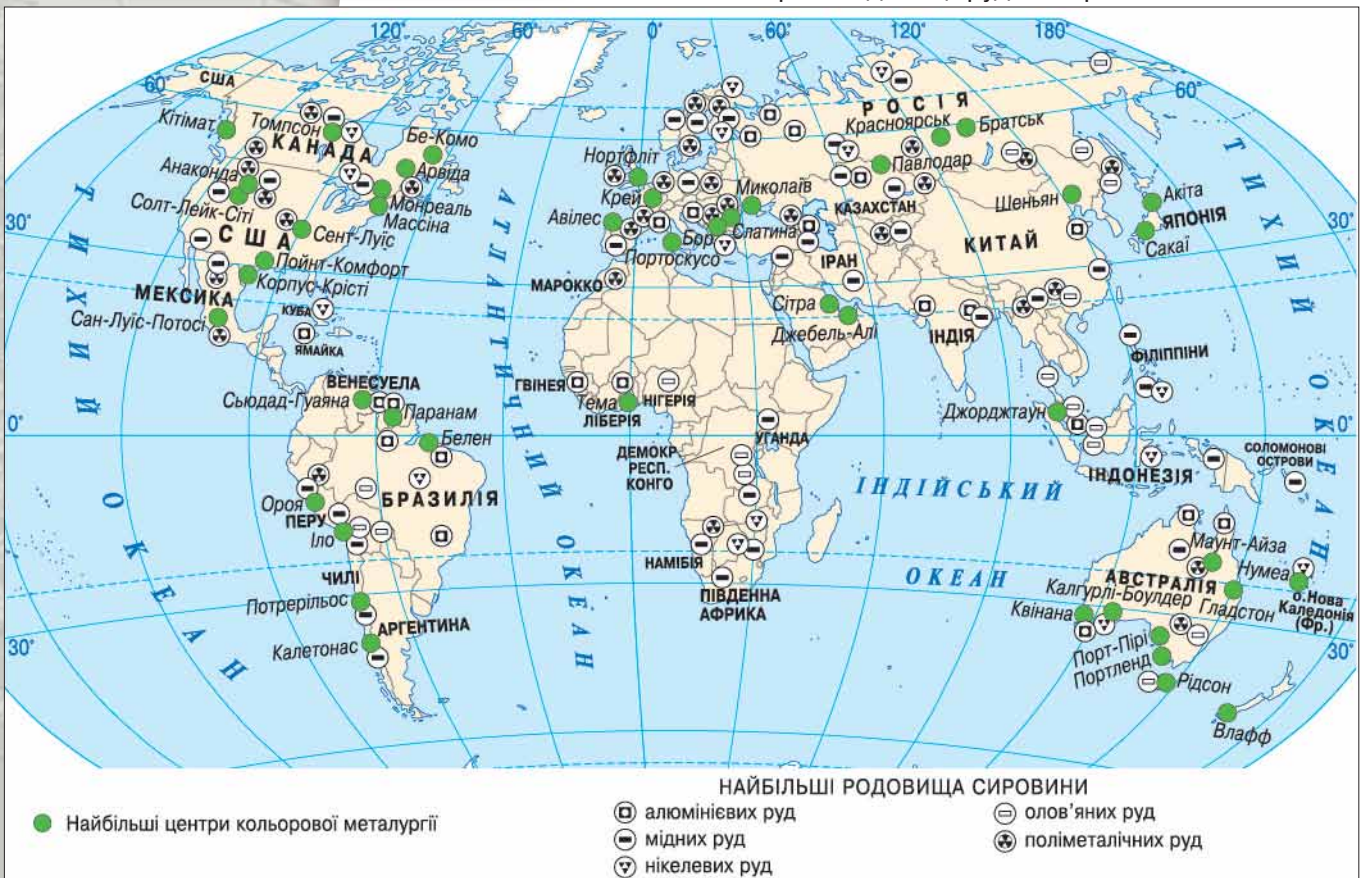 120°
60°
0°
60°
120°
180°
США
60°
60°
РОСІЯ
Кітімат
Томпсон
КАНАДА
Бе-Комо
Арвіда
Красноярськ
Братськ
Нортфліт
Павлодар
Анаконда
Монреаль
Массіна
Крей
Миколаїв
Шеньян
Акіта
ЯПОНІЯ
Солт-Лейк-Сіті
Авілес
КАЗАХСТАН
30°
30°
США
Сент-Луїс
Бор
Слатина
КИТАЙ
Сакаї
Портоскусо
ІРАН
Пойнт-Комфорт
Корпус-Крісті
МАРОККО
МЕКСИКА
Сітра
КУБА
Сан-Луїс-Потосі
Джебель-Алі
ІНДІЯ
ЯМАЙКА
ФІЛІППІНИ
ВЕНЕСУЕЛА
ГВІНЕЯ
Сьюдад-Гуаяна
Паранам
Тема
НІГЕРІЯ
ЛІБЕРІЯ
Джорджтаун
0°
0°
Белен
УГАНДА
ДЕМОКР.
РЕСП.
КОНГО
СОЛОМОНОВІ
ОСТРОВИ
ІНДОНЕЗІЯ
БРАЗИЛІЯ
ІНДІЙСЬКИЙ
ОКЕАН
Ороя
ПЕРУ
Іло
Маунт-Айза
НАМІБІЯ
Нумеа
ЧИЛІ
АВСТРАЛІЯ
ПІВДЕННА
АФРИКА
Калгурлі-Боулдер
Гладстон
о.Нова
Каледонія
(Фр.)
Потрерільос
Квінана
АРГЕНТИНА
30°
30°
Калетонас
Порт-Пірі
Портленд
Рідсон
Влафф
ТИХИЙ
ОКЕАН
АТЛАНТИЧНИЙ
ОКЕАН
ТИХИЙ
ОКЕАН
НАЙБІЛЬШІ РОДОВИЩА СИРОВИНИ
Найбільші центри кольорової металургії
алюмінієвих руд
мідних руд
нікелевих руд
олов’яних руд
поліметалічних руд